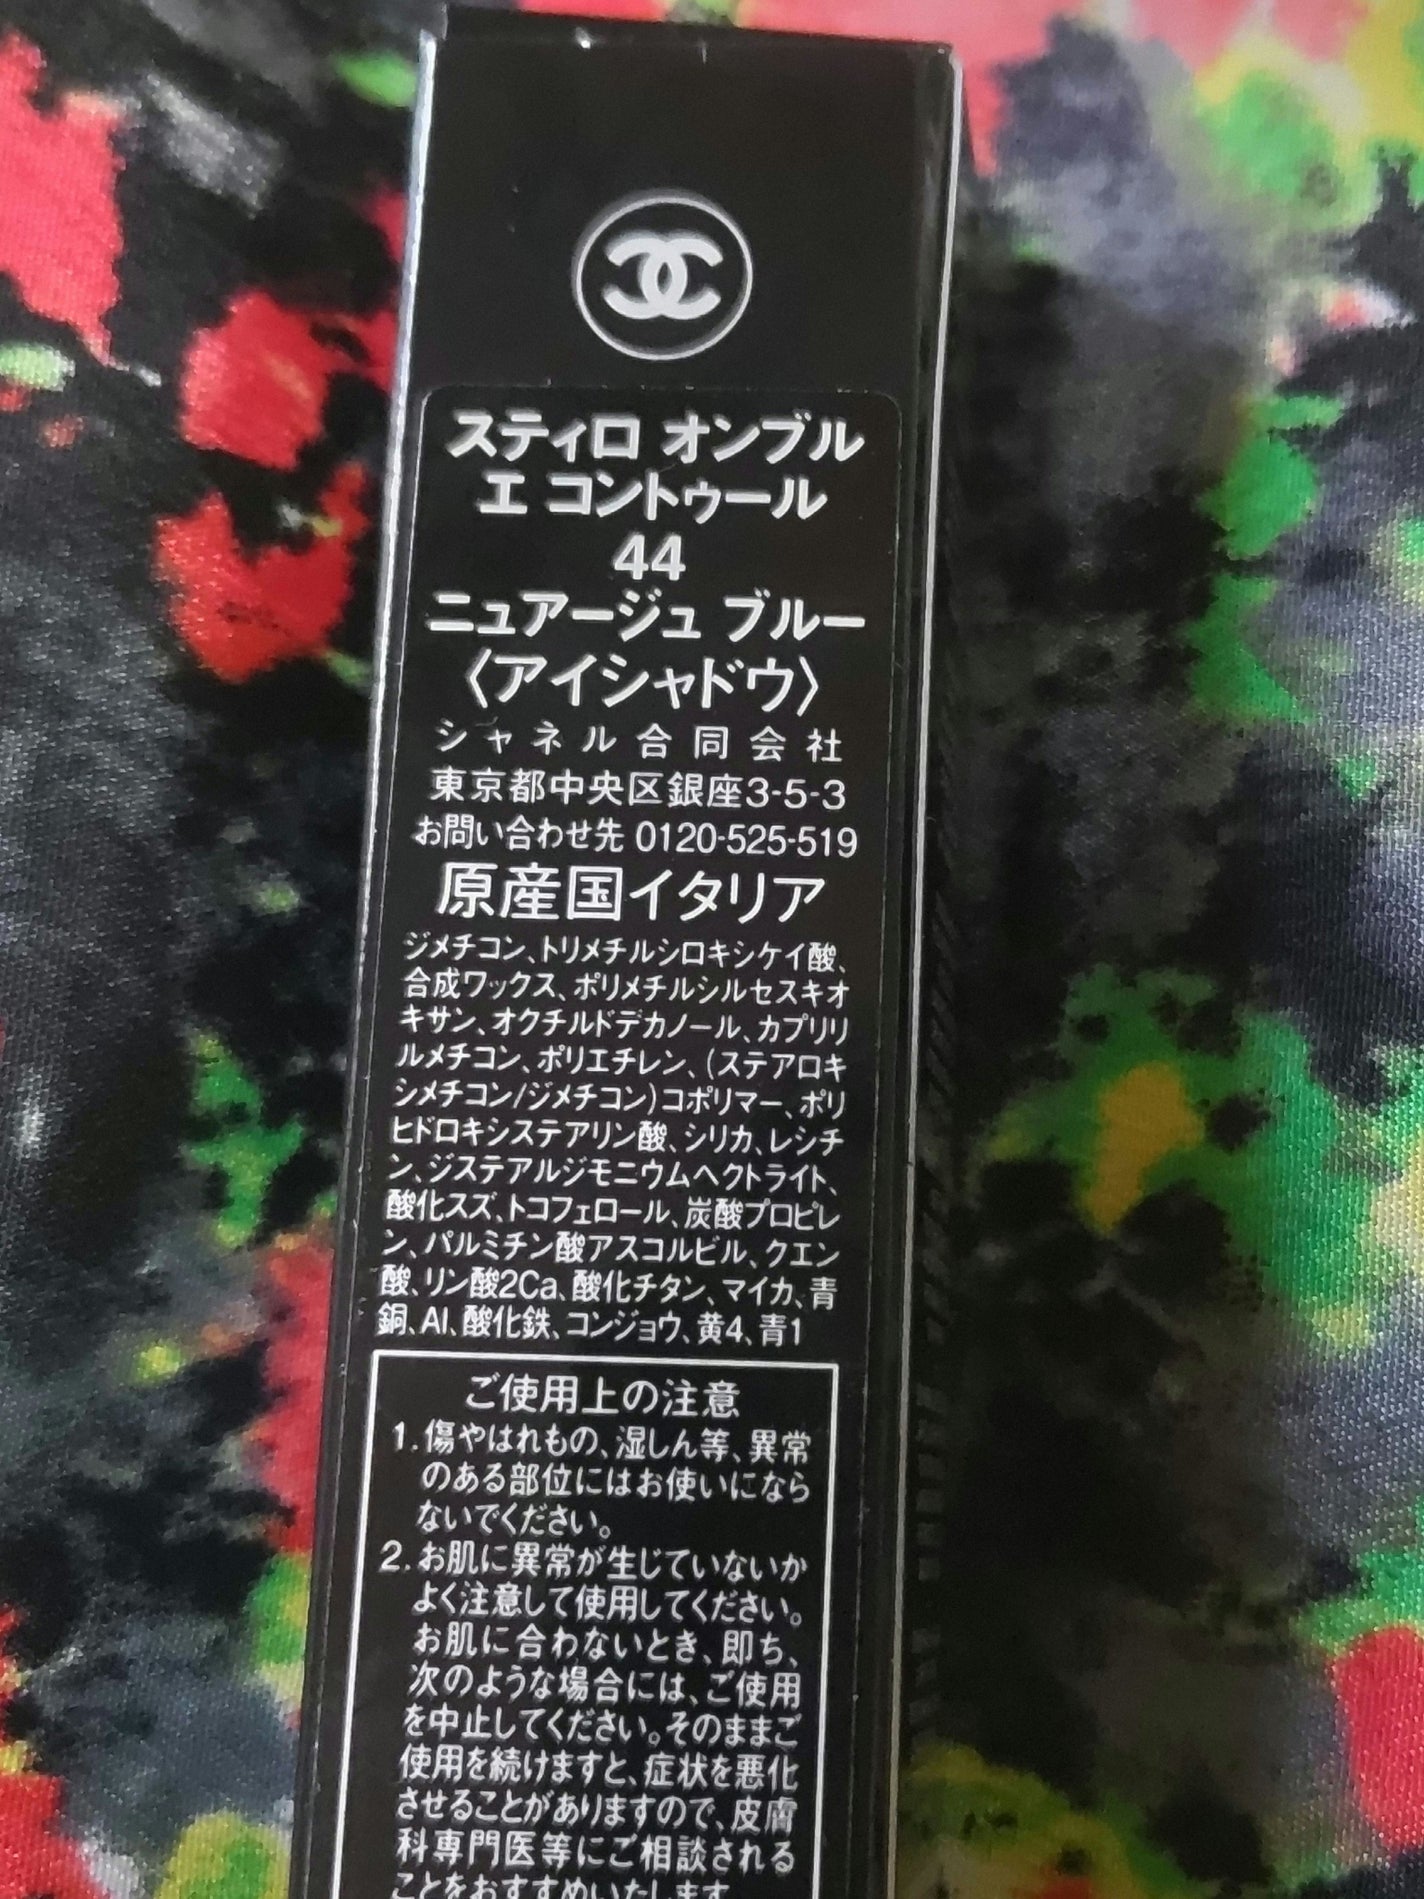 スティロ オンブル
エ コントゥール
44
ニュアージュ ブルー
〈アイシャドウ〉
シャネル合同会社
東京都中央区銀座3-5-3
お問い合わせ先 0120-525-519
原産国イタリア
ジメチコン、トリメチルシロキシケイ酸、
合成ワックス、ポリメチルシルセスキオ
キサン、オクチルドデカノール、カプリリ
ルメチコン、ポリエチレン、(ステアロキ
シメチコン/ジメチコン)コポリマー、ポリ
ヒドロキシステアリン酸、シリカ、レシチ
ン、ジステアルジモニウムヘクトライト、
酸化スズ、トコフェロール、炭酸プロピレ
ン、パルミチン酸アスコルビル、クエン
酸、リン酸2Ca、酸化チタン、マイカ、青
銅、Al、酸化鉄、コンジョウ、黄4、青1
ご使用上の注意
1.傷やはれもの、湿しん等、異常
のある部位にはお使いになら
ないでください。
2.お肌に異常が生じていないか
よく注意して使用してください。
お肌に合わないとき、即ち、
次のような場合には、ご使用
を中止してください。そのままご
使用を続けますと、症状を悪化
させることがありますので、皮膚
科専門医等にご相談される
ことをおすすめいたします。